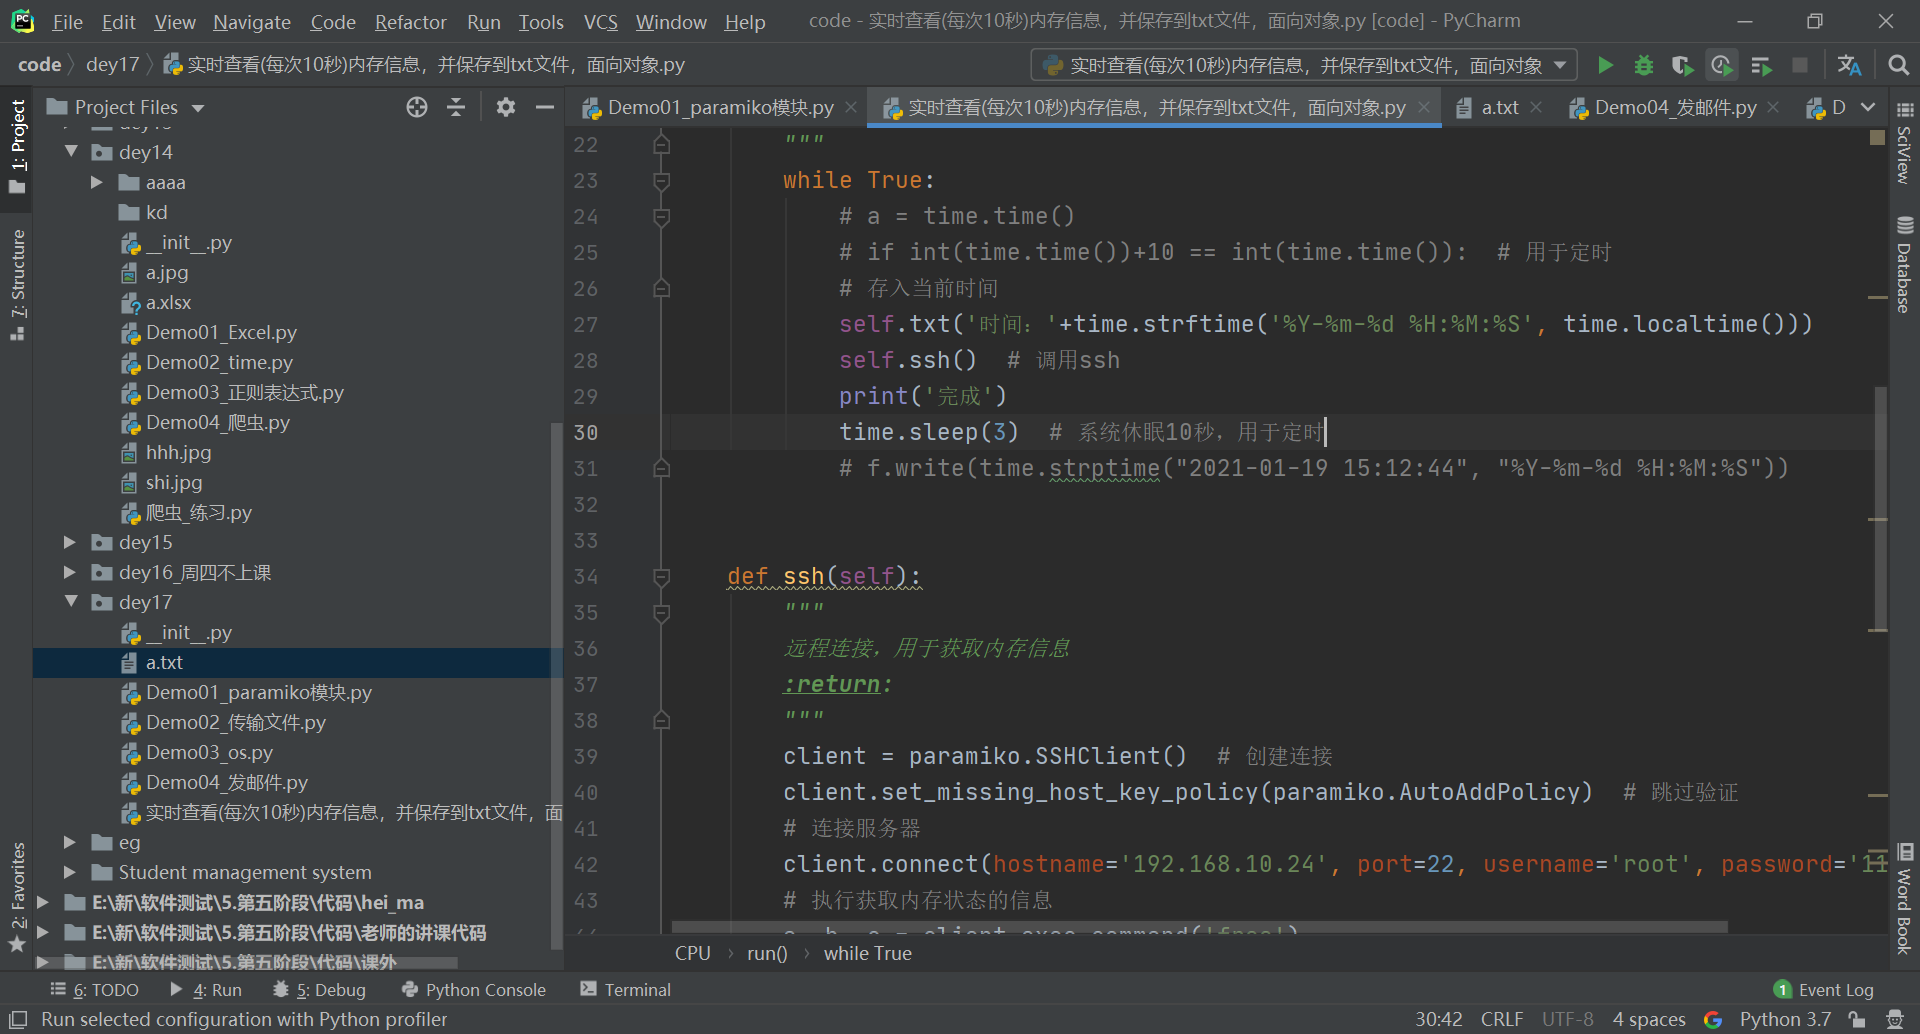 File Edit View Navigate Code Refactor Run Tools VCS Window Help code - 实时查看(每次10秒)内存信息，并保存到txt文件，面向对象.py [code] - PyCharm
code dey17 实时查看(每次10秒)内存信息，并保存到txt文件，面向对象.py
实时查看(每次10秒)内存信息，并保存到txt文件，面向对象
Project Files
Demo01_paramiko模块.py 实时查看(每次10秒)内存信息，并保存到txt文件，面向对象.py a.txt Demo04_发邮件.py D
1: Project
7: Structure
2: Favorites
dey14
aaaa
kd
__init__.py
a.jpg
a.xlsx
Demo01_Excel.py
Demo02_time.py
Demo03_正则表达式.py
Demo04_爬虫.py
hhh.jpg
shi.jpg
爬虫_练习.py
dey15
dey16_周四不上课
dey17
__init__.py
a.txt
Demo01_paramiko模块.py
Demo02_传输文件.py
Demo03_os.py
Demo04_发邮件.py
实时查看(每次10秒)内存信息，并保存到txt文件，面
eg
Student management system
E:\新\软件测试\5.第五阶段\代码\hei_ma
E:\新\软件测试\5.第五阶段\代码\老师的讲课代码
E:\新\软件测试\5.第五阶段\代码\课外
22 """
23 while True:
24 # a = time.time()
25 # if int(time.time())+10 == int(time.time()): # 用于定时
26 # 存入当前时间
27 self.txt('时间：'+time.strftime('%Y-%m-%d %H:%M:%S', time.localtime()))
28 self.ssh() # 调用ssh
29 print('完成')
30 time.sleep(3) # 系统休眠10秒，用于定时
31 # f.write(time.strptime("2021-01-19 15:12:44", "%Y-%m-%d %H:%M:%S"))
32
33
34 def ssh(self):
35 """
36 远程连接，用于获取内存信息
37 :return:
38 """
39 client = paramiko.SSHClient() # 创建连接
40 client.set_missing_host_key_policy(paramiko.AutoAddPolicy) # 跳过验证
41 # 连接服务器
42 client.connect(hostname='192.168.10.24', port=22, username='root', password='11
43 # 执行获取内存状态的信息
CPU run() while True
SciView
Database
Word Book
6: TODO 4: Run 5: Debug Python Console Terminal 1 Event Log
Run selected configuration with Python profiler 30:42 CRLF UTF-8 4 spaces Python 3.7